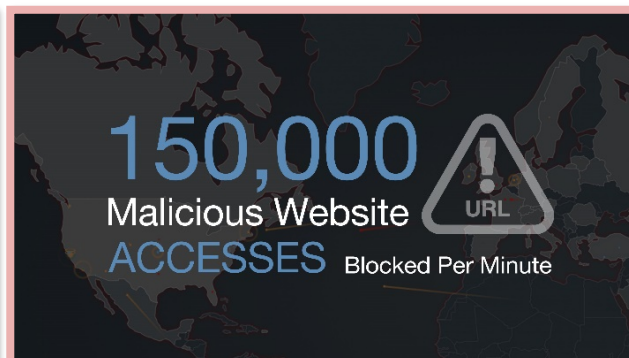 150,000
Malicious Website
URL
ACCESSES Blocked Per Minute